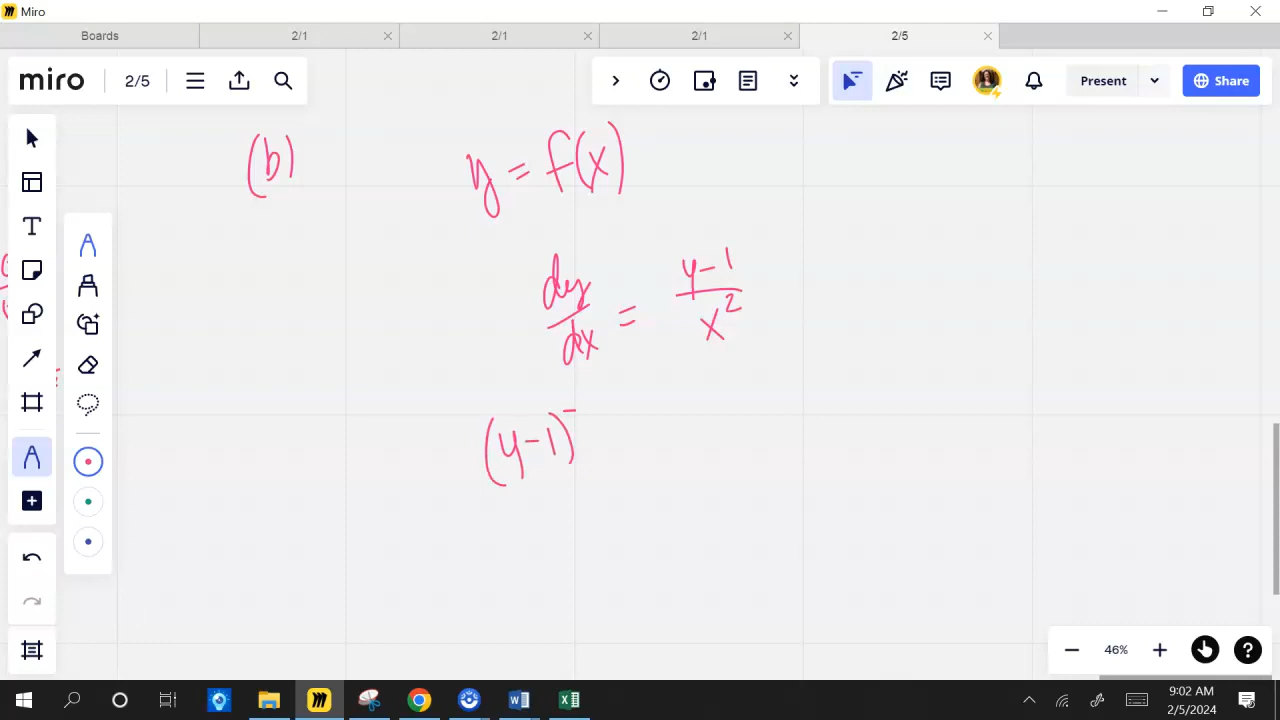 Miro
Boards
2/1
2/1
2/1
2/5
miro
2/5
Present
Share
(b)
y = f(x)
dy/dx = (y-1)/x²
(y-1)⁻
T
46%
?
9:02 AM
2/5/2024